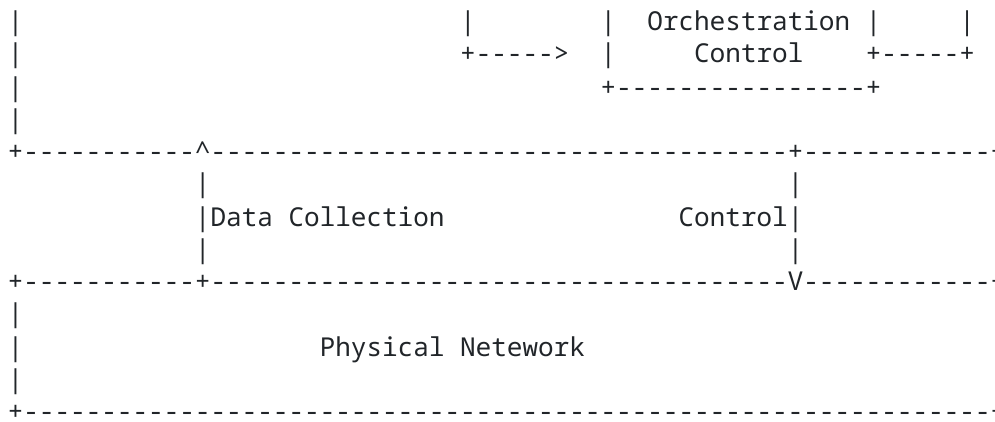 Orchestration
Control
Data Collection Control
Physical Netework